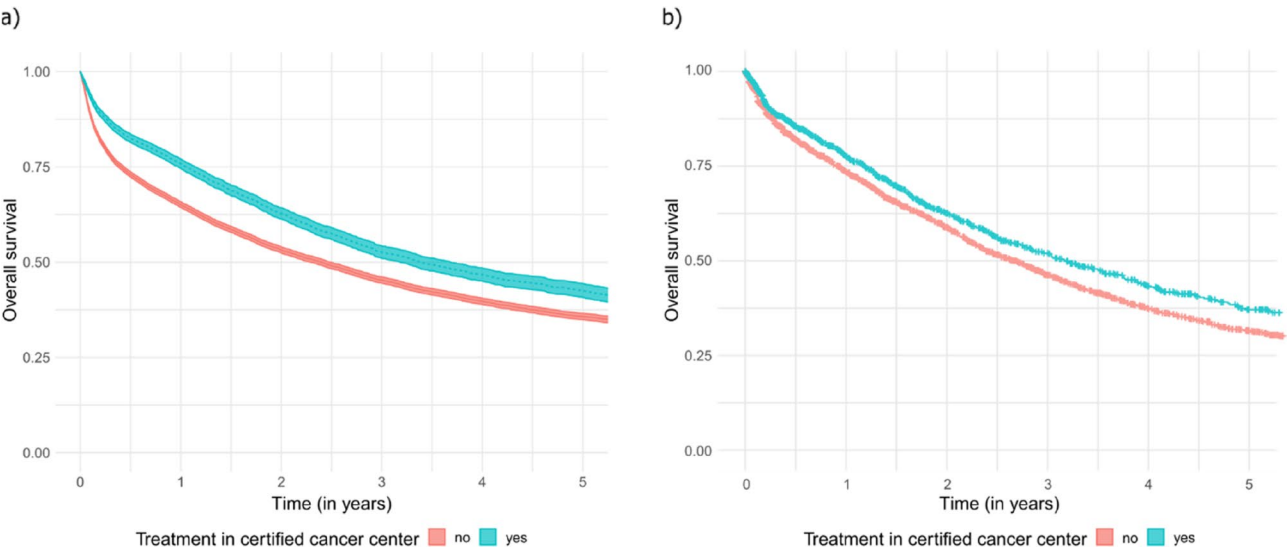 a)
1.00
0.75
0.50
0.25
0.00
Overall survival
0 1 2 3 4 5
Time (in years)
Treatment in certified cancer center no yes
b)
1.00
0.75
0.50
0.25
0.00
Overall survival
0 1 2 3 4 5
Time (in years)
Treatment in certified cancer center no yes